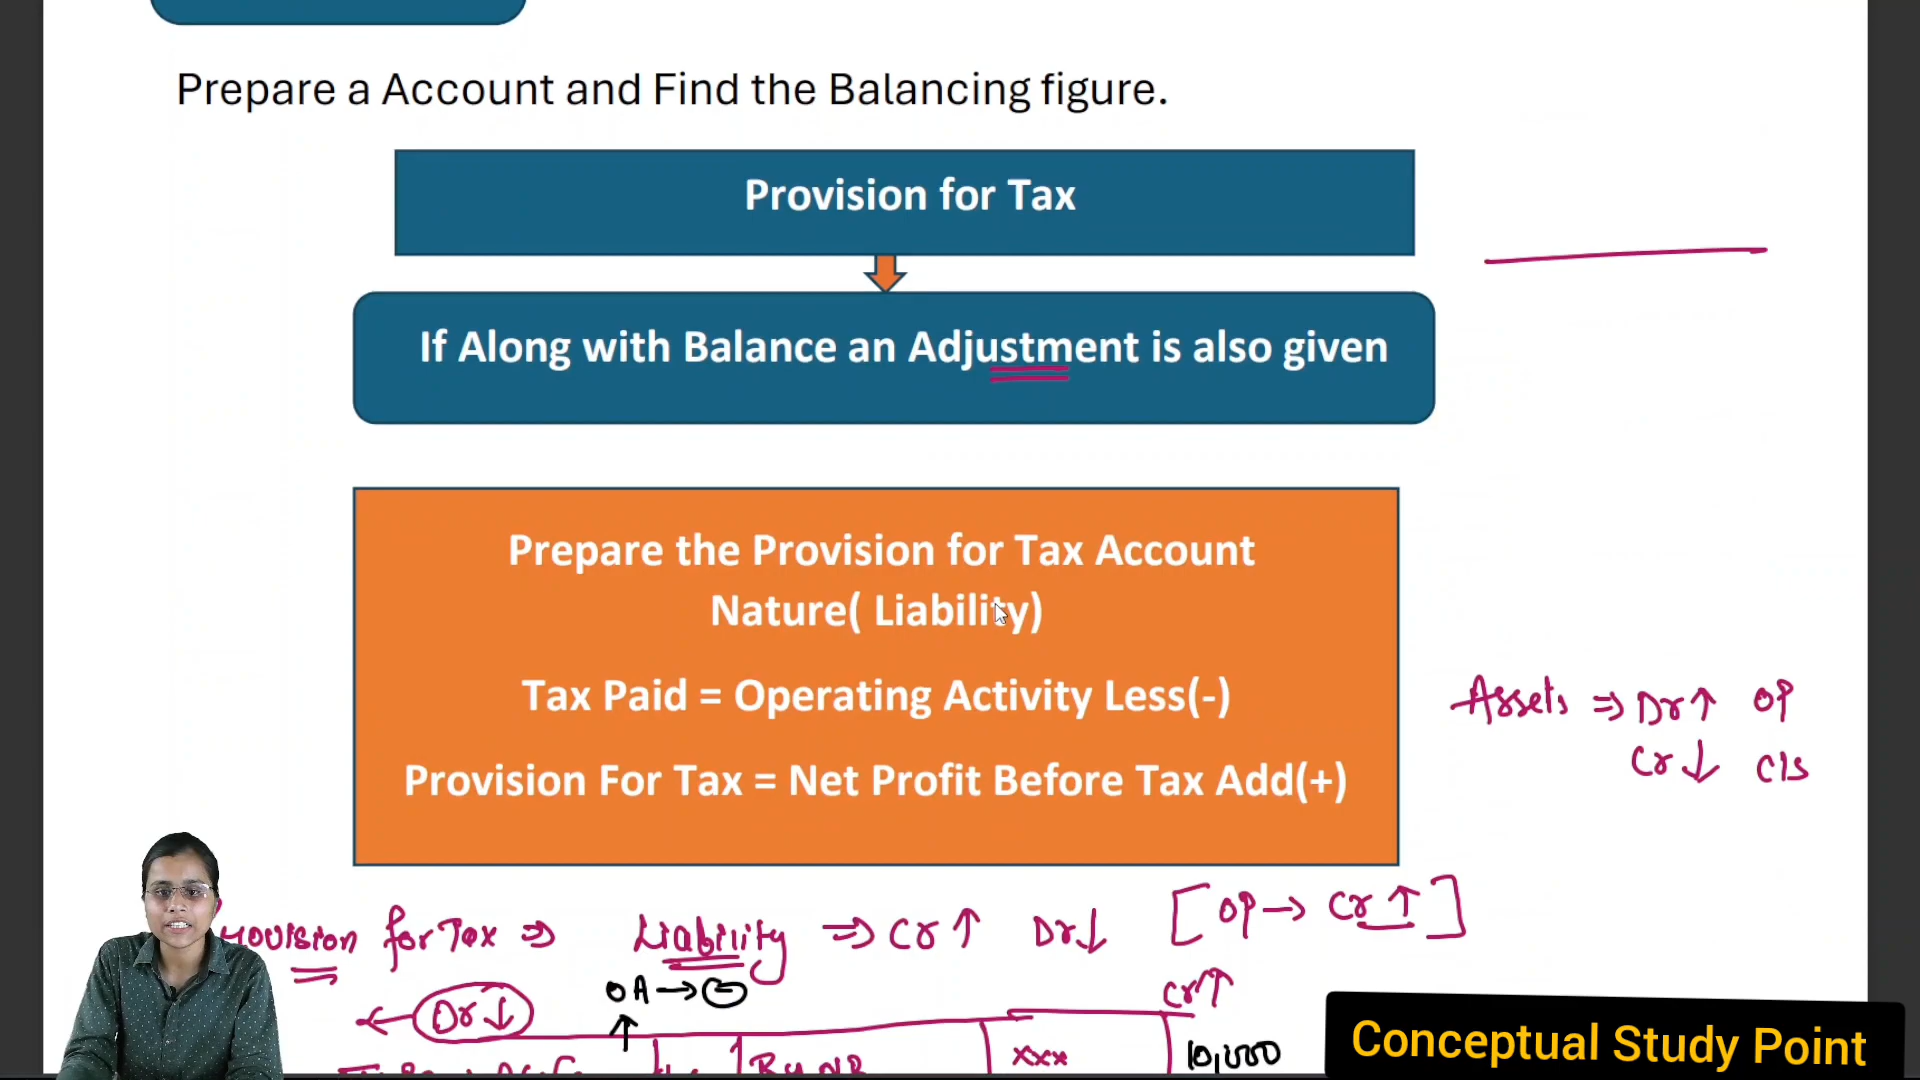 Prepare a Account and Find the Balancing figure.
Provision for Tax
If Along with Balance an Adjustment is also given
Prepare the Provision for Tax Account
Nature( Liability)
Tax Paid = Operating Activity Less(-)
Provision For Tax = Net Profit Before Tax Add(+)
Assets ⇒ Dr↑ OP
Cr↓ Cls
Provision for Tax ⇒ Liability ⇒ Cr↑ Dr↓ [OP → Cr↑]
← Dr↓ OA → - Cr↑
xxx 10,000
Conceptual Study Point